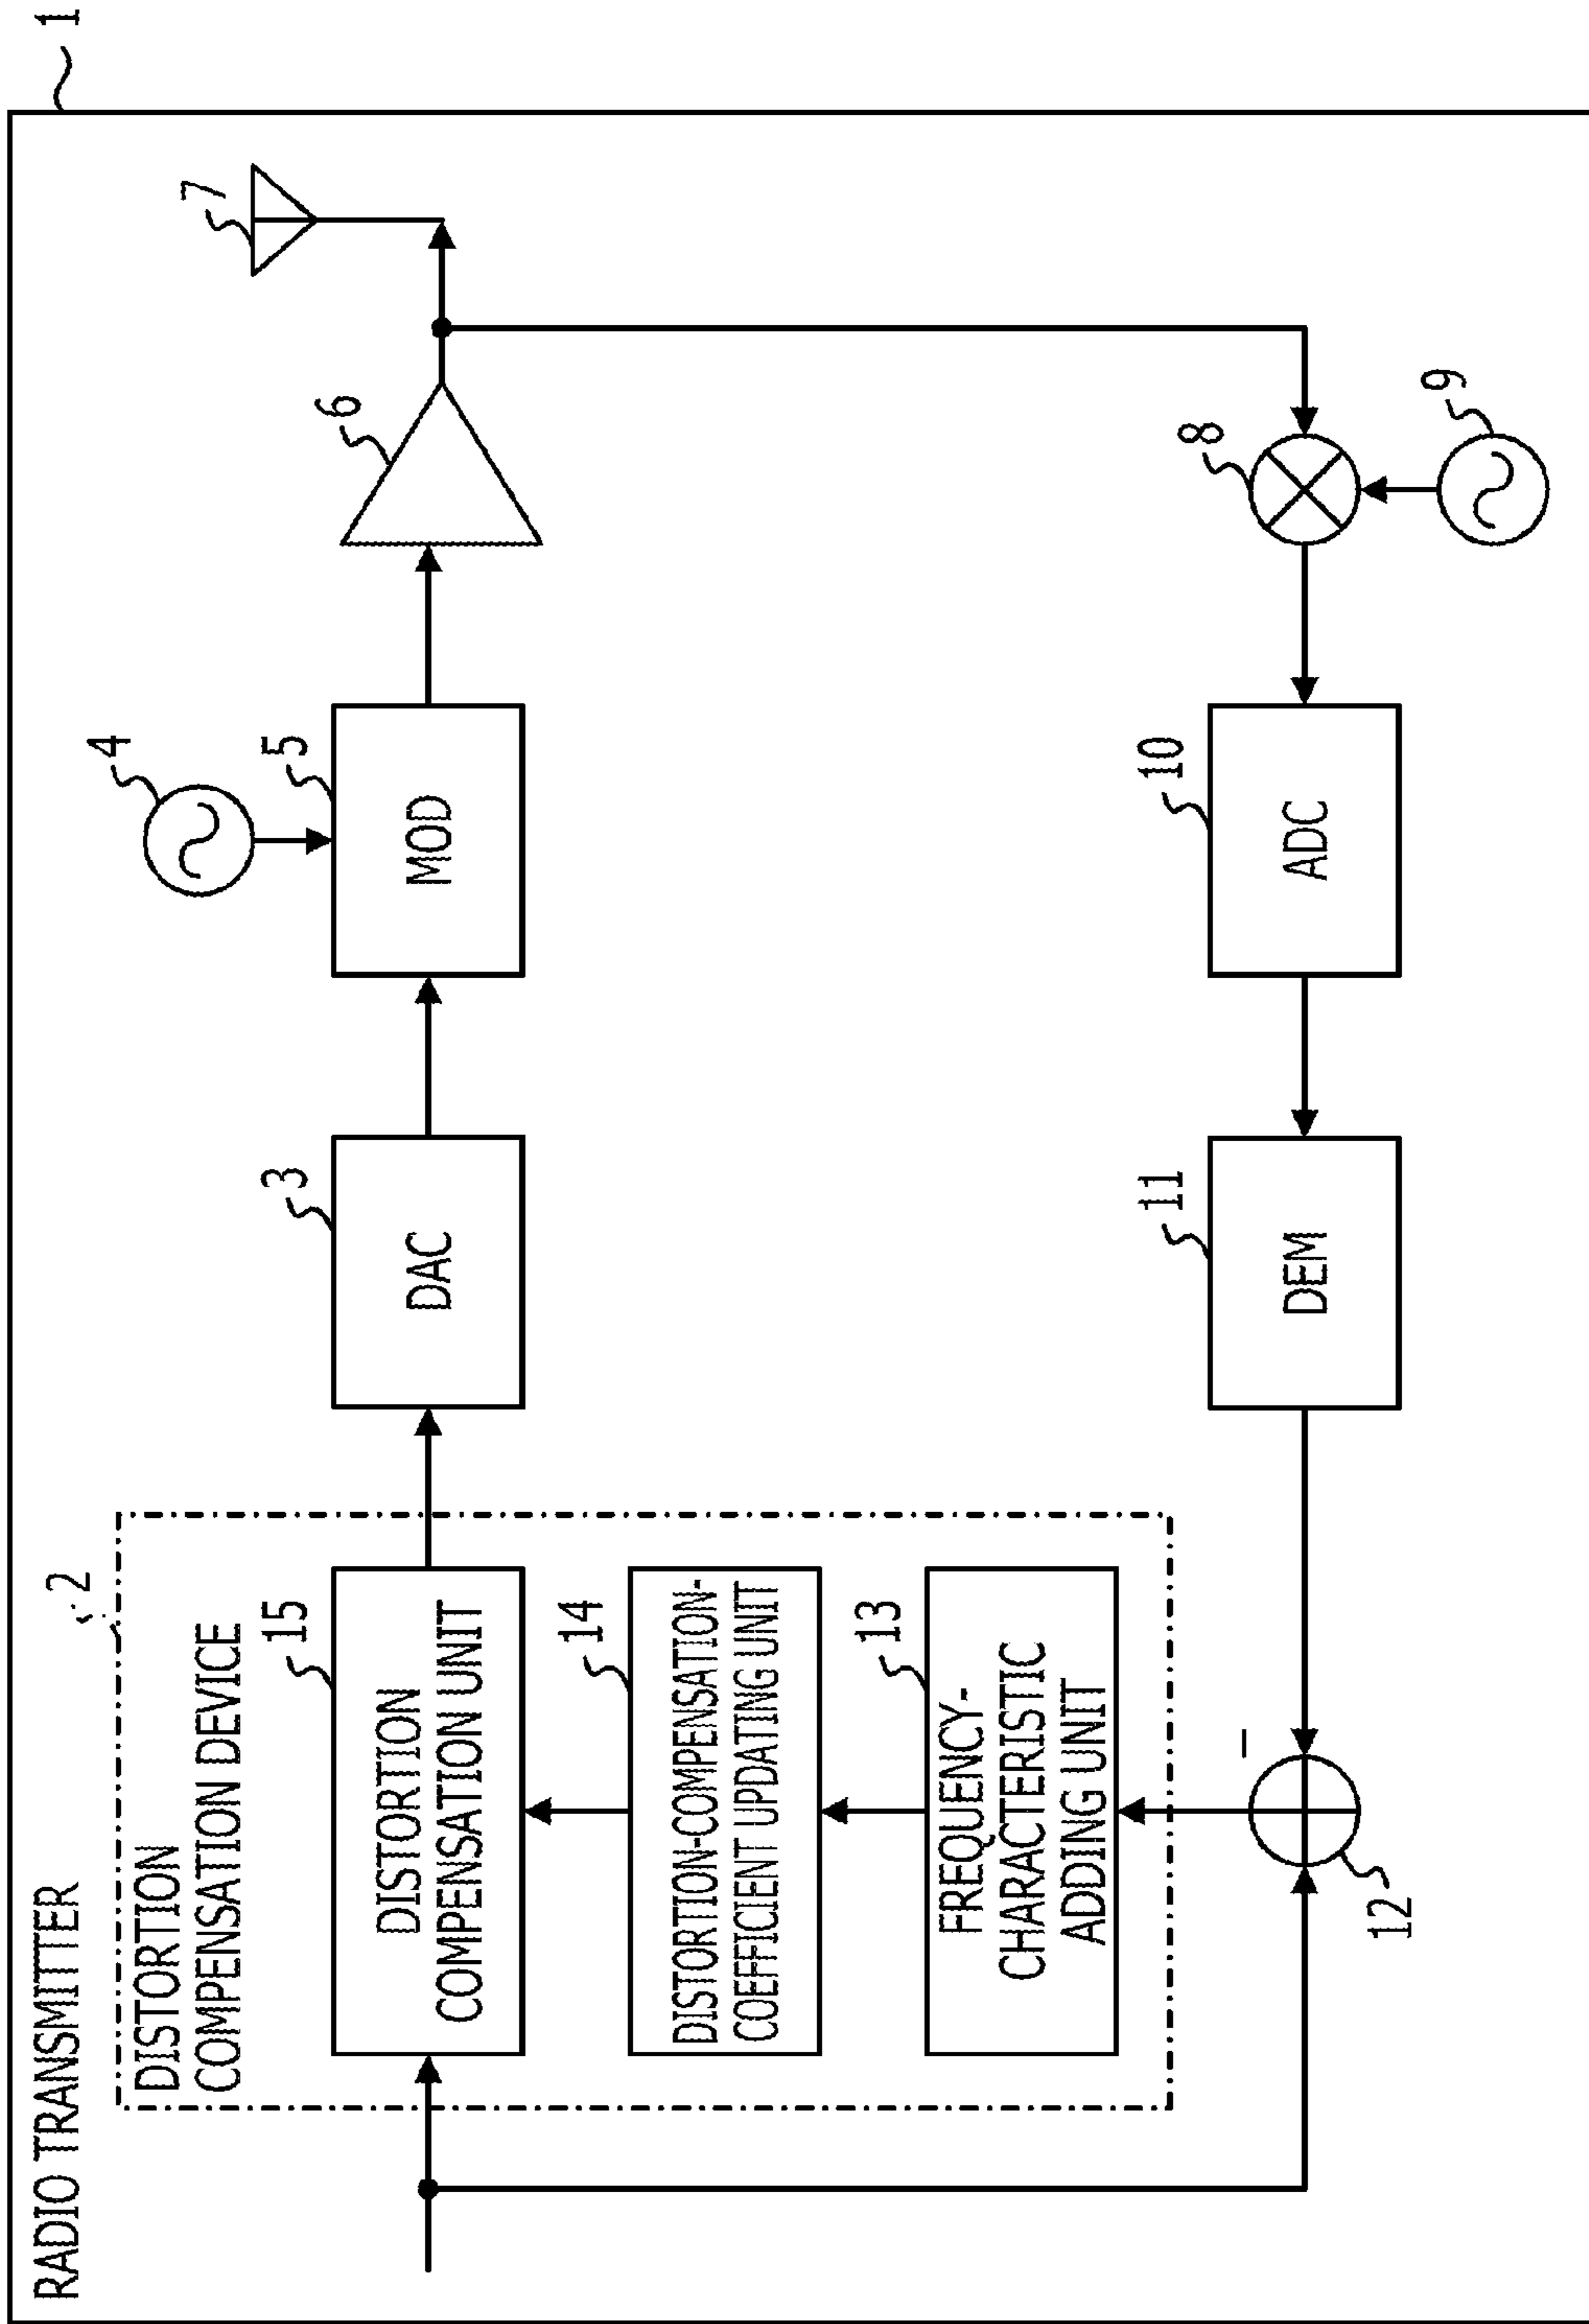 1
RADIO TRANSMITTER
2
DISTORTION
COMPENSATION DEVICE
4
7
15
DISTORTION
COMPENSATION UNIT
3
DAC
5
MOD
6
14
DISTORTION-COMPENSATION-
COEFFICIENT UPDATING UNIT
13
FREQUENCY-
CHARACTERISTIC
ADDING UNIT
11
DEM
10
ADC
8
9
−
12